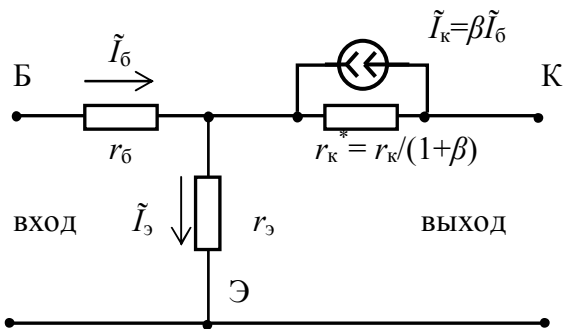 Ĩк=βĨб
Б
Ĩб
К
rб
rк*= rк/(1+β)
вход
Ĩэ
rэ
выход
Э